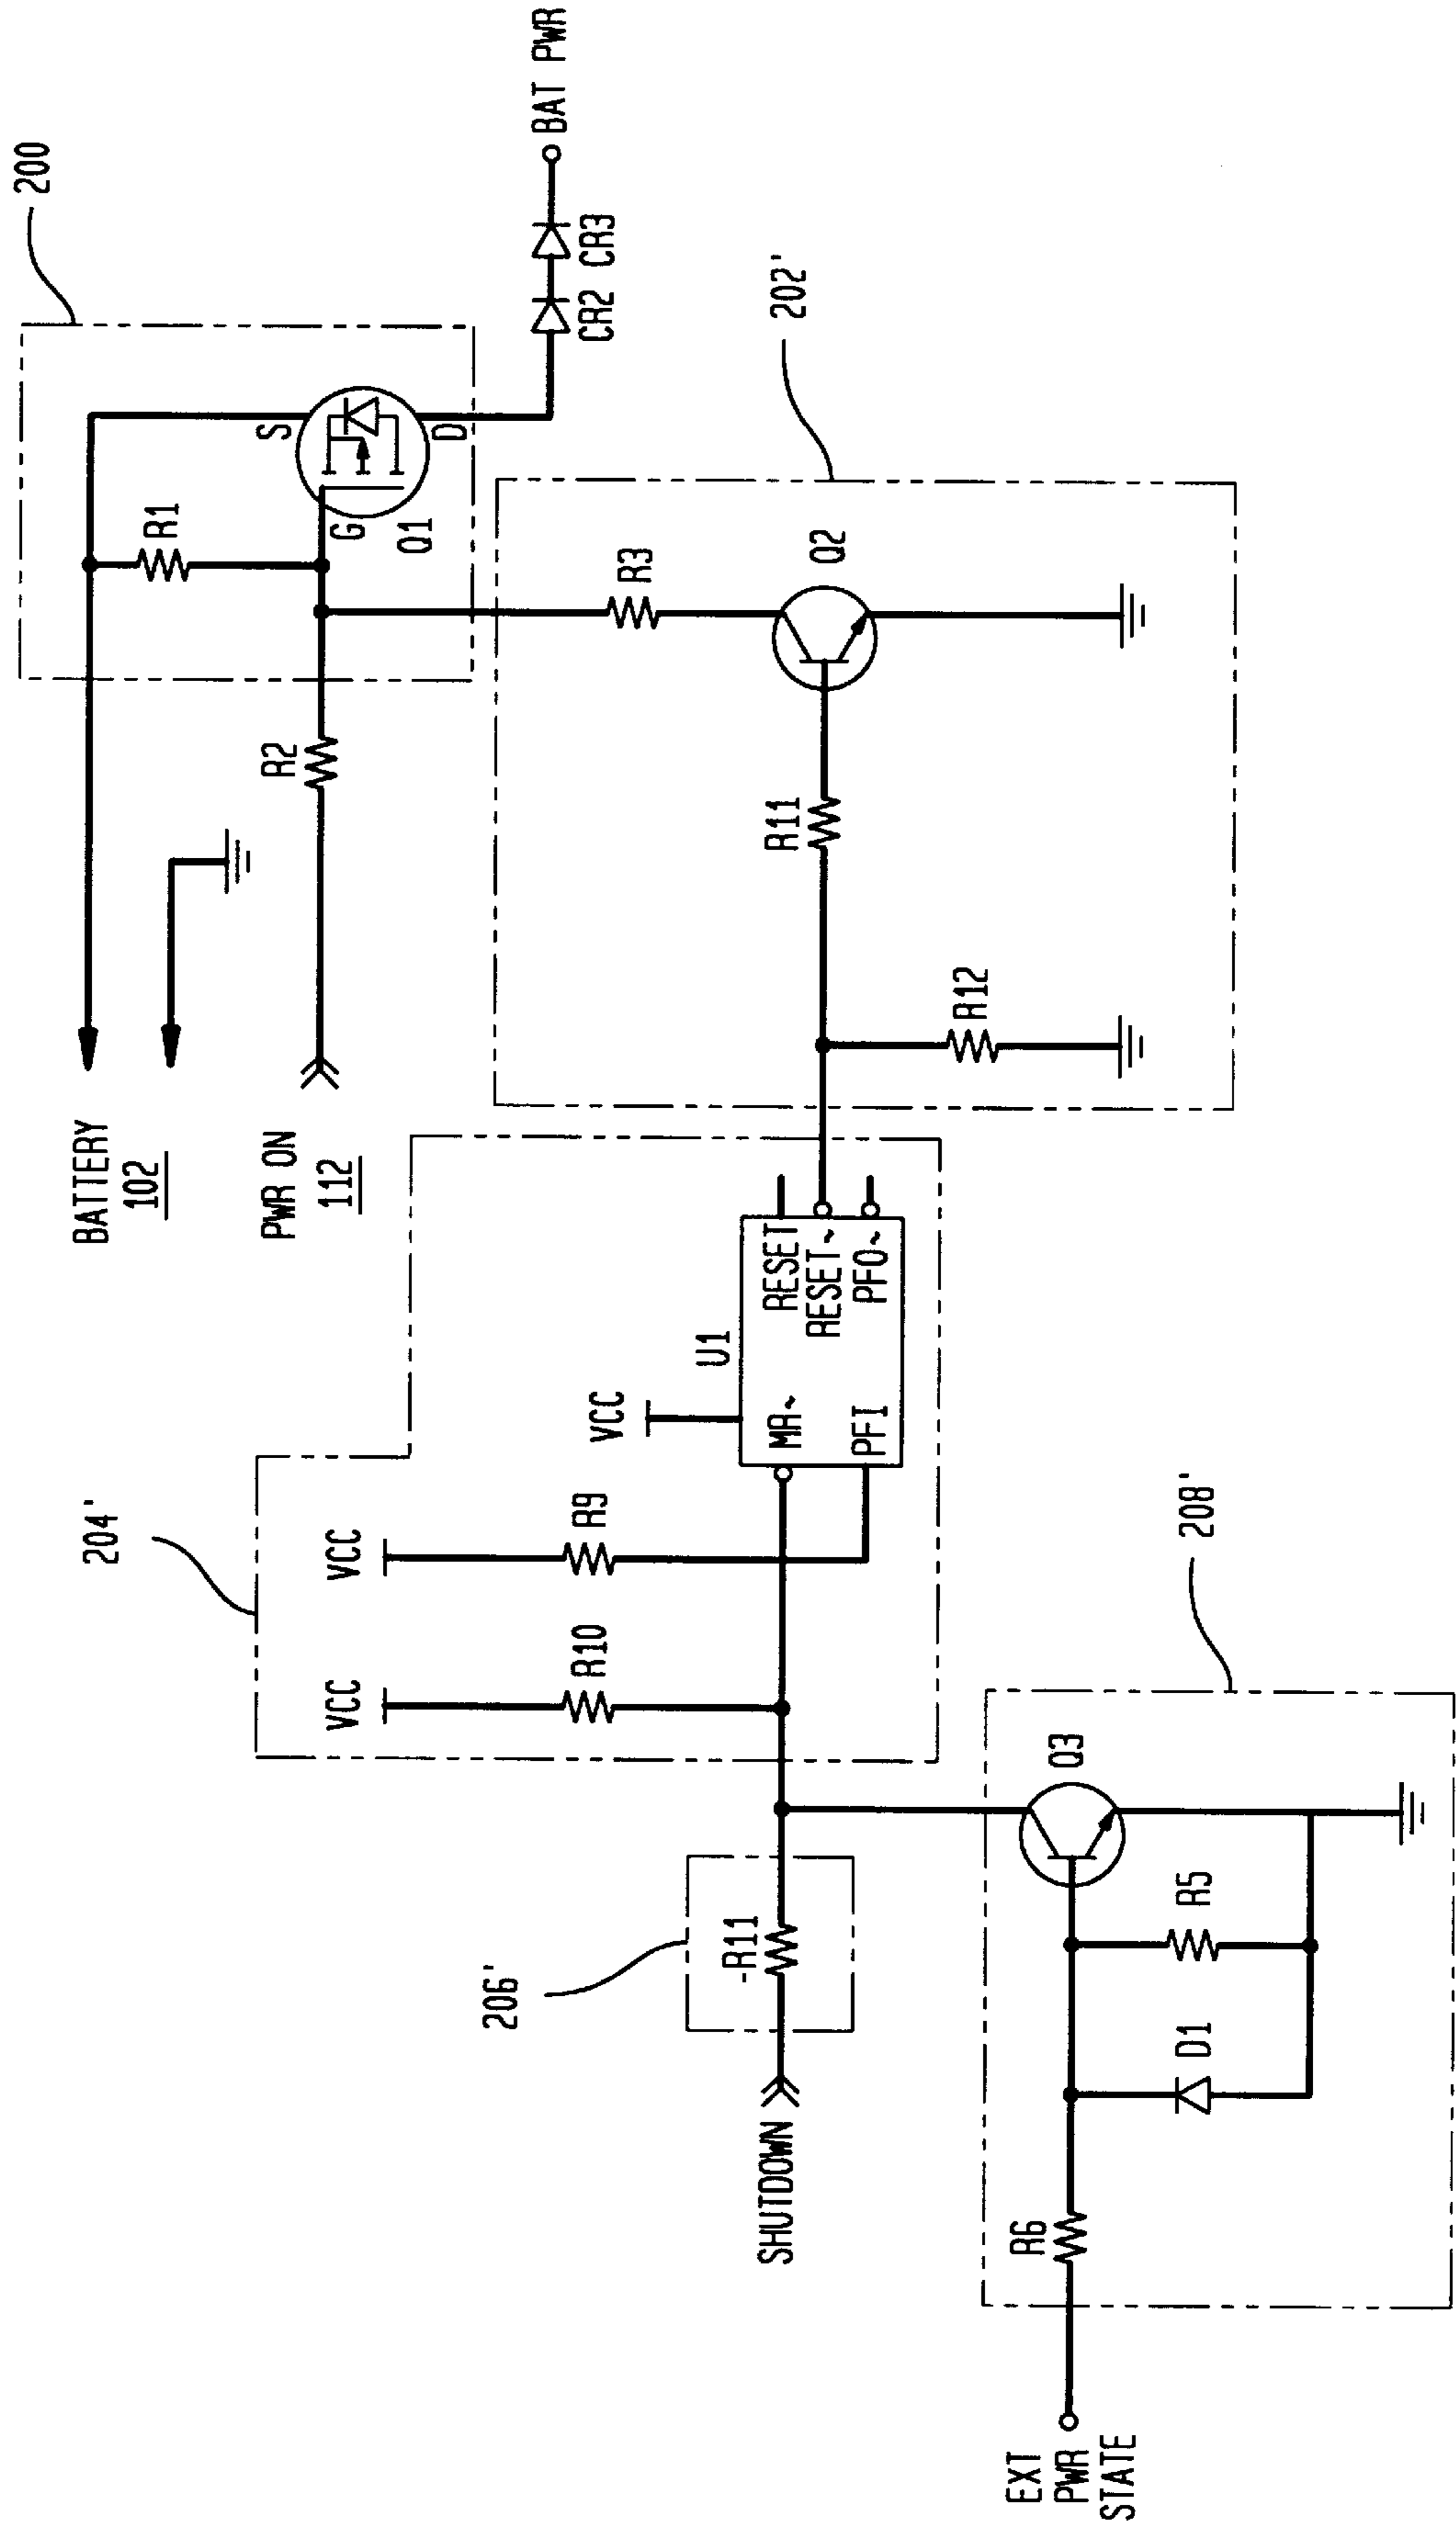 200
BATTERY
102
PWR ON
112
R1
R2
S
G
D
Q1
CR2
CR3
BAT PWR
202'
R3
Q2
R11
R12
204'
VCC
R10
VCC
R9
VCC
U1
MR~
PFI
RESET
RESET~
PFO~
206'
-R11
SHUTDOWN
208'
Q3
R5
D1
R6
EXT
PWR
STATE